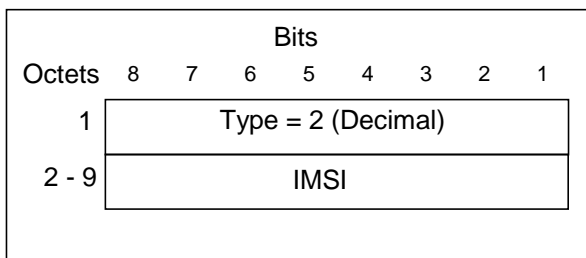 Bits
Octets 8 7 6 5 4 3 2 1
1 Type = 2 (Decimal)
2 - 9 IMSI